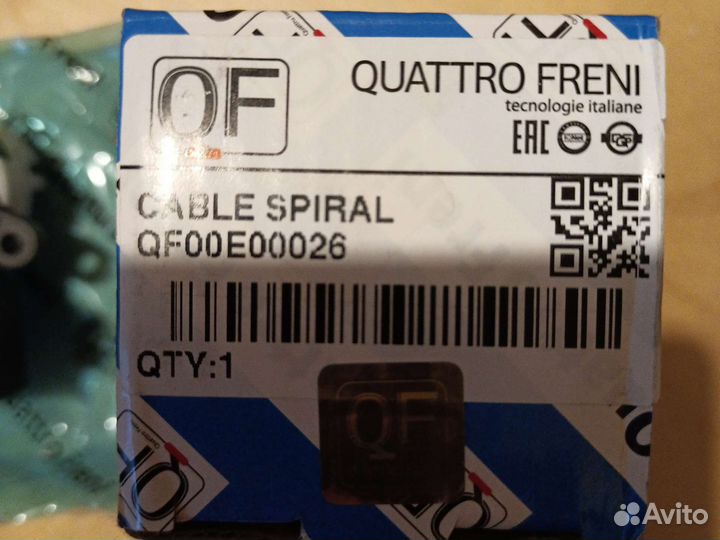 QF
QUATTRO FRENI
tecnologie italiane
EAC
CABLE SPIRAL
QF00E00026
QTY:1
QF
Avito